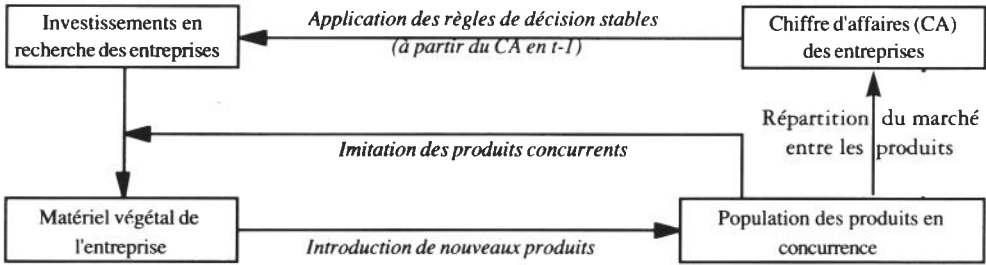 Investissements en
recherche des entreprises
Application des règles de décision stables
(à partir du CA en t-1)
Chiffre d'affaires (CA)
des entreprises
Répartition du marché
entre les produits
Imitation des produits concurrents
Matériel végétal de
l'entreprise
Introduction de nouveaux produits
Population des produits en
concurrence